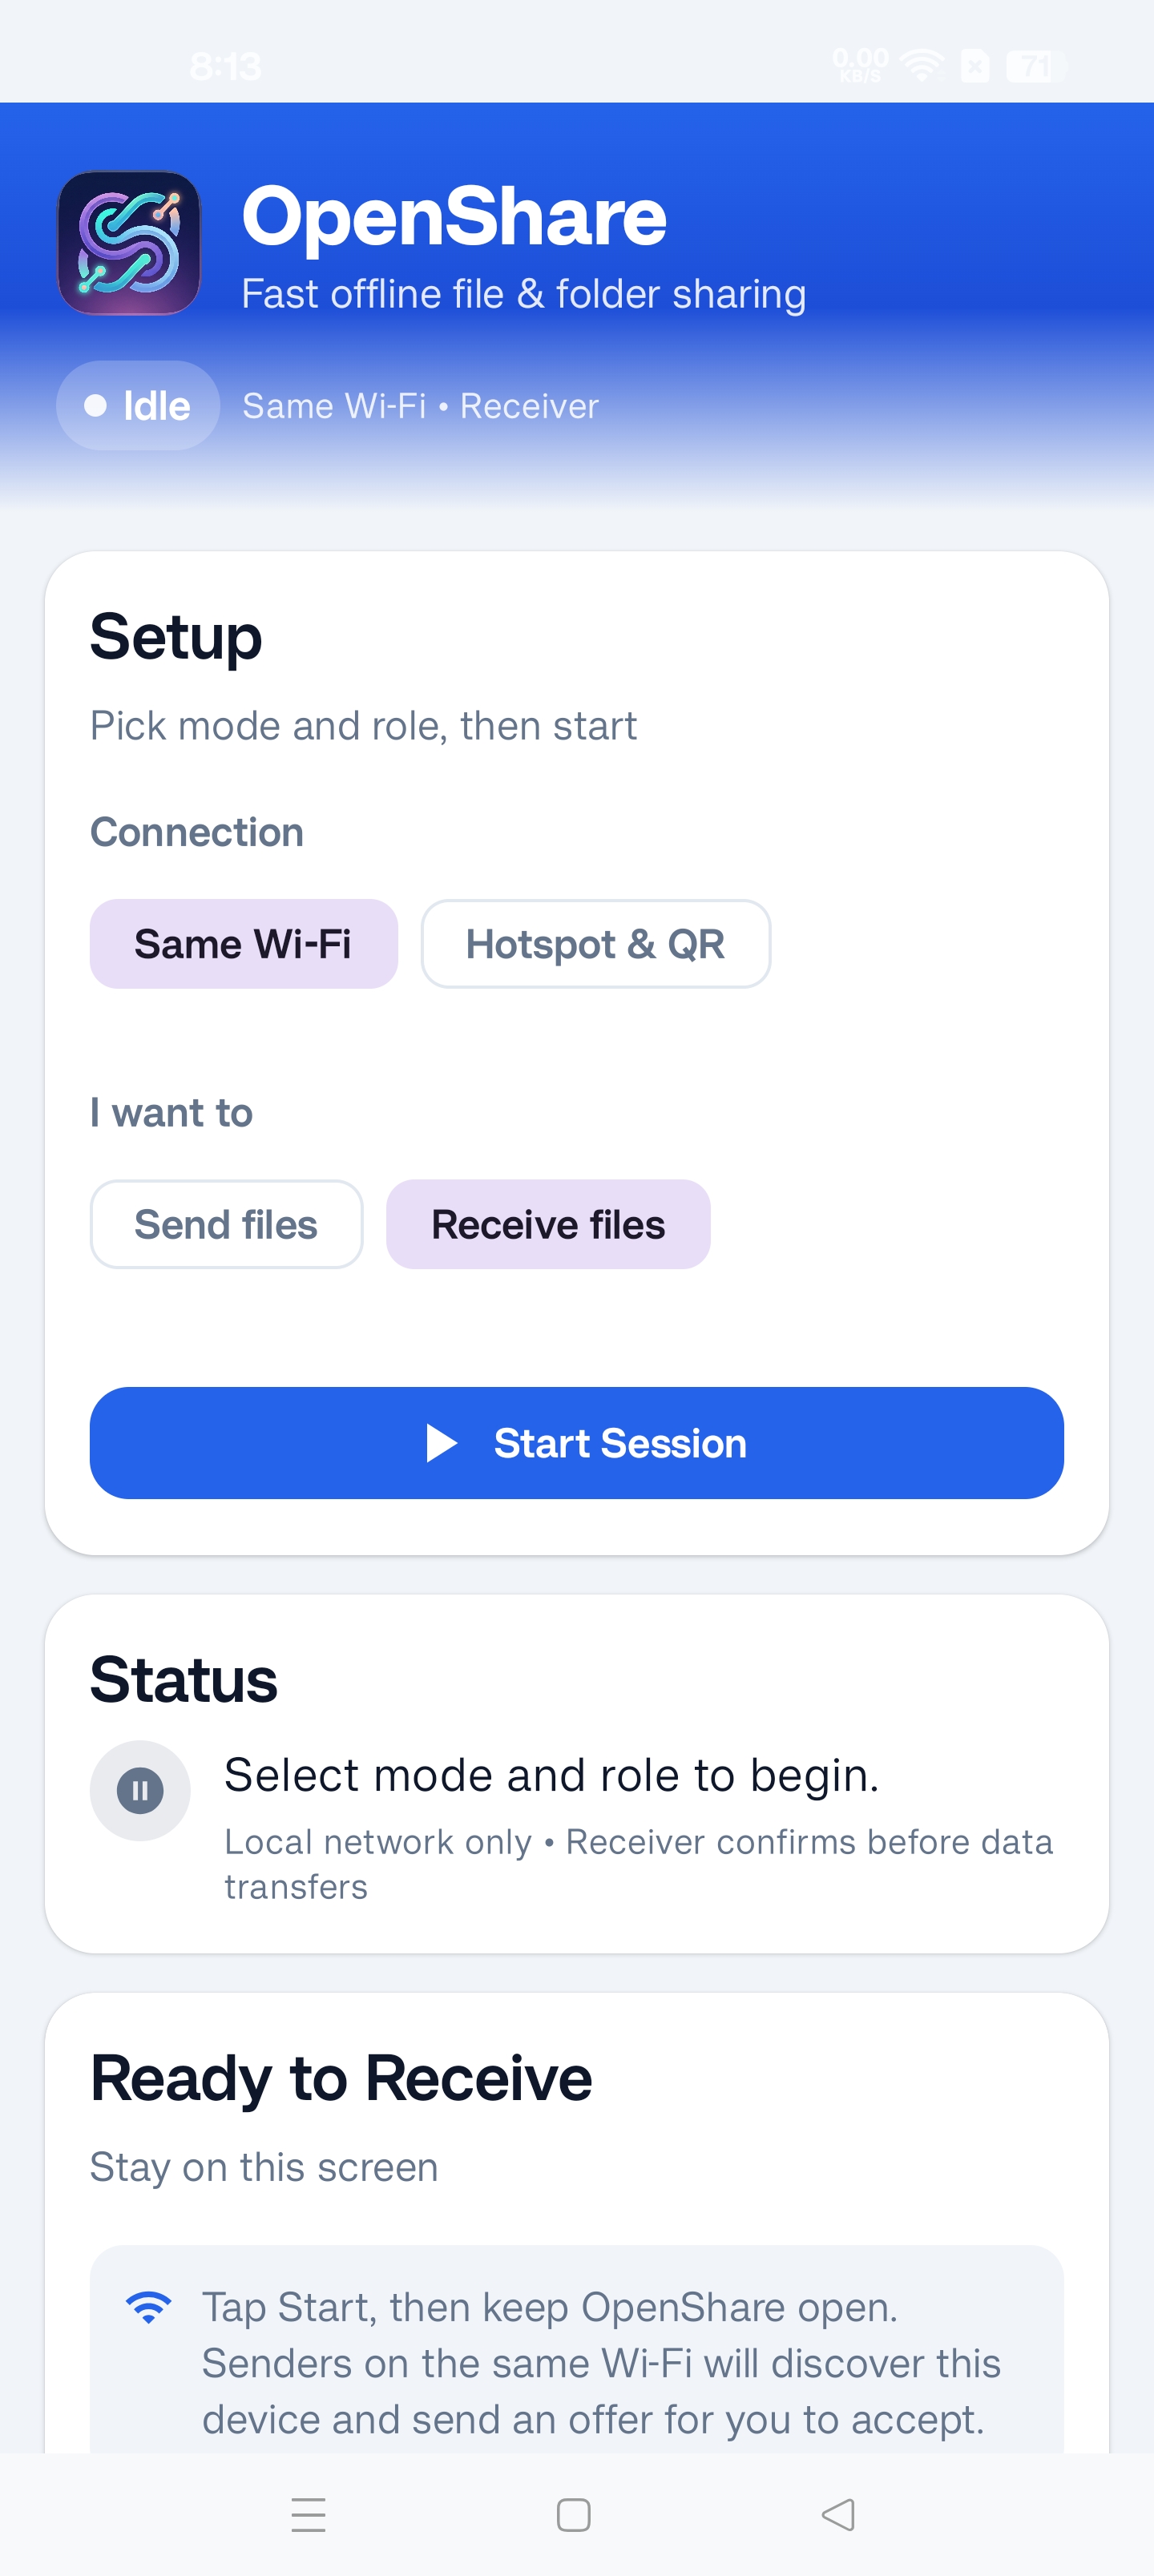 8:13
0.00
KB/S
71
OpenShare
Fast offline file & folder sharing
Idle
Same Wi-Fi • Receiver
Setup
Pick mode and role, then start
Connection
Same Wi-Fi
Hotspot & QR
I want to
Send files
Receive files
Start Session
Status
Select mode and role to begin.
Local network only • Receiver confirms before data
transfers
Ready to Receive
Stay on this screen
Tap Start, then keep OpenShare open.
Senders on the same Wi-Fi will discover this
device and send an offer for you to accept.